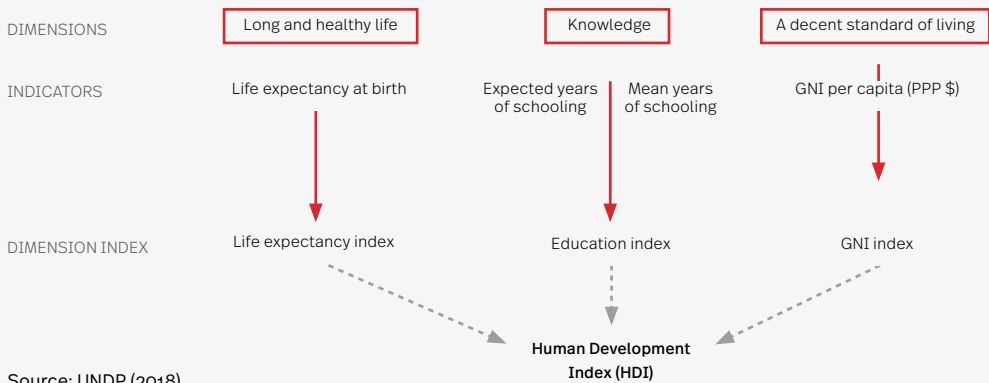 DIMENSIONS
Long and healthy life
Knowledge
A decent standard of living
INDICATORS
Life expectancy at birth
Expected years
of schooling
Mean years
of schooling
GNI per capita (PPP $)
DIMENSION INDEX
Life expectancy index
Education index
GNI index
Human Development
Index (HDI)
Source: UNDP (2018)